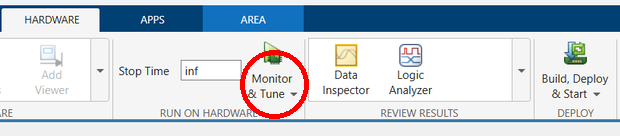 HARDWARE
APPS
AREA
Add
Viewer
Stop Time
inf
Monitor
& Tune
Data
Inspector
Logic
Analyzer
Build, Deploy
& Start
RUN ON HARDWARE
REVIEW RESULTS
DEPLOY